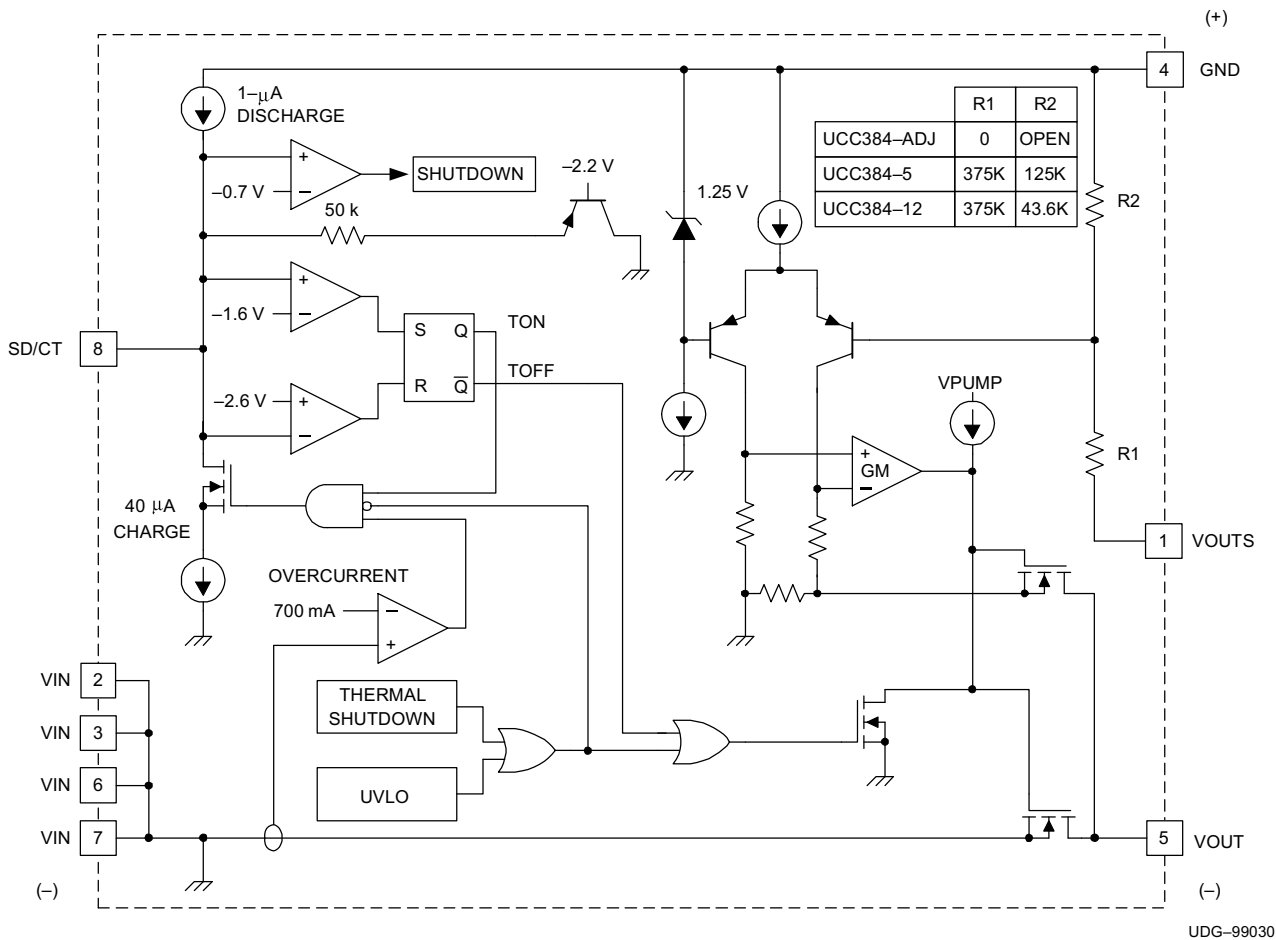 (+)
4
GND
1–μA
DISCHARGE
R1
R2
UCC384–ADJ
0
OPEN
UCC384–5
375K
125K
UCC384–12
375K
43.6K
+
–0.7 V
–
SHUTDOWN
–2.2 V
1.25 V
R2
50 k
+
–1.6 V
–
S
Q
TON
SD/CT
8
TOFF
R
Q̅
–2.6 V
+
–
VPUMP
+
GM
–
R1
40 μA
CHARGE
1
VOUTS
OVERCURRENT
700 mA
–
+
VIN
2
THERMAL
SHUTDOWN
VIN
3
VIN
6
UVLO
VIN
7
5
VOUT
(–)
(–)
UDG–99030